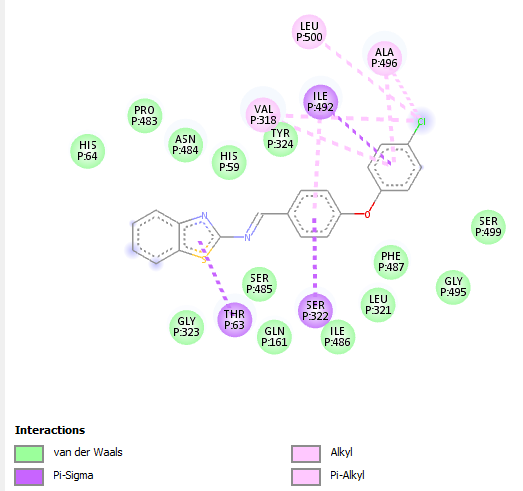 LEU
P:500
ALA
P:496
ILE
P:492
PRO
P:483
VAL
P:318
Cl
TYR
P:324
ASN
P:484
HIS
P:64
HIS
P:59
N
N
O
S
SER
P:499
PHE
P:487
SER
P:485
GLY
P:495
LEU
P:321
SER
P:322
THR
P:63
GLY
P:323
GLN
P:161
ILE
P:486
Interactions
van der Waals
Alkyl
Pi-Sigma
Pi-Alkyl